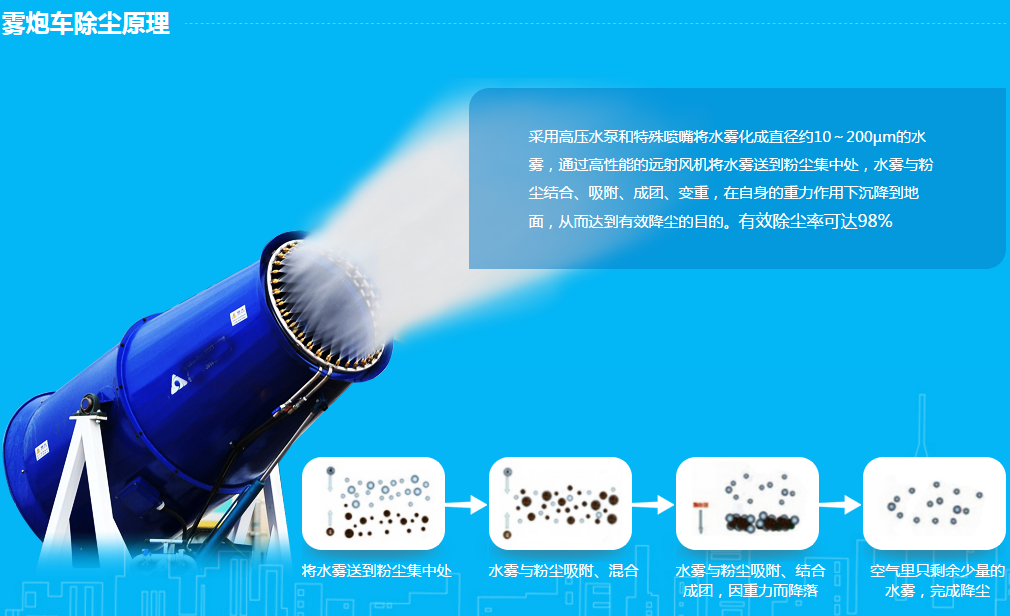 雾炮车除尘原理
采用高压水泵和特殊喷嘴将水雾化成直径约10～200μm的水
雾，通过高性能的远射风机将水雾送到粉尘集中处，水雾与粉
尘结合、吸附、成团、变重，在自身的重力作用下沉降到地
面，从而达到有效降尘的目的。有效除尘率可达98%
将水雾送到粉尘集中处
水雾与粉尘吸附、混合
水雾与粉尘吸附、结合
成团，因重力而降落
空气里只剩余少量的
水雾，完成降尘